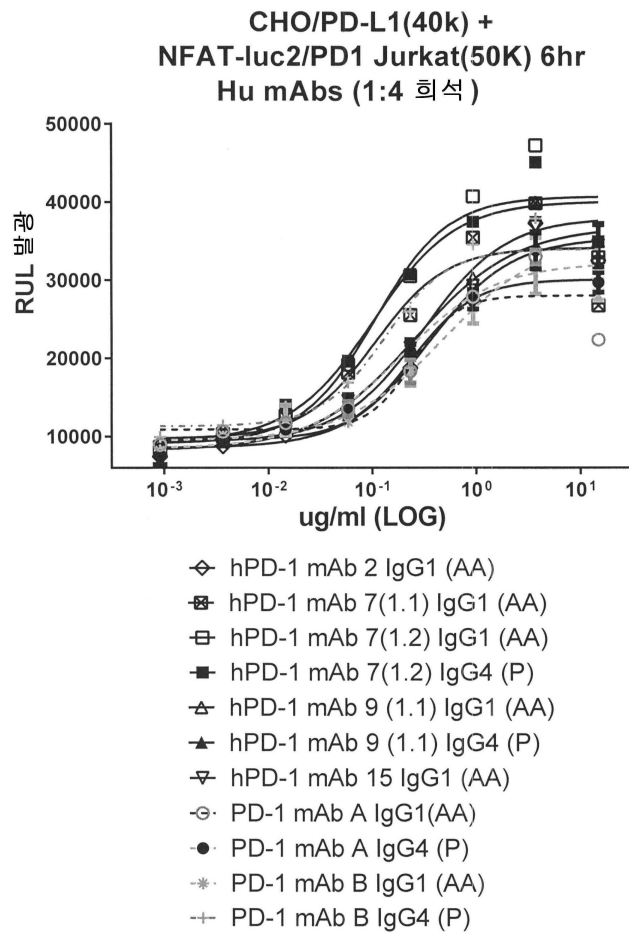 CHO/PD-L1(40k) +
NFAT-luc2/PD1 Jurkat(50K) 6hr
Hu mAbs (1:4 희석)
RUL 발광
50000
40000
30000
20000
10000
10-3
10-2
10-1
100
101
ug/ml (LOG)
hPD-1 mAb 2 IgG1 (AA)
hPD-1 mAb 7(1.1) IgG1 (AA)
hPD-1 mAb 7(1.2) IgG1 (AA)
hPD-1 mAb 7(1.2) IgG4 (P)
hPD-1 mAb 9 (1.1) IgG1 (AA)
hPD-1 mAb 9 (1.1) IgG4 (P)
hPD-1 mAb 15 IgG1 (AA)
PD-1 mAb A IgG1(AA)
PD-1 mAb A IgG4 (P)
PD-1 mAb B IgG1 (AA)
PD-1 mAb B IgG4 (P)